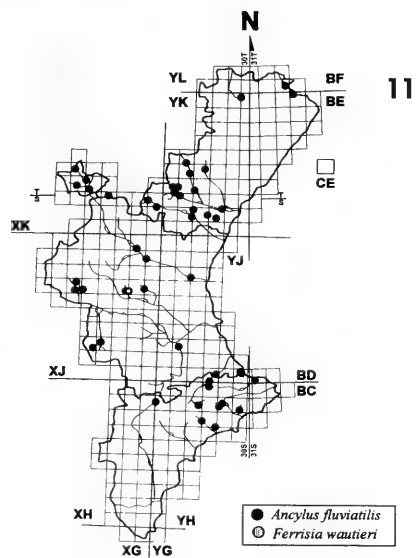 N
11
YL
30T
31T
BF
YK
BE
CE
T
S
T
S
XK
YJ
XJ
BD
BC
30S
31S
XH
YH
XG
YG
Ancylus fluviatilis
Ferrisia wautieri